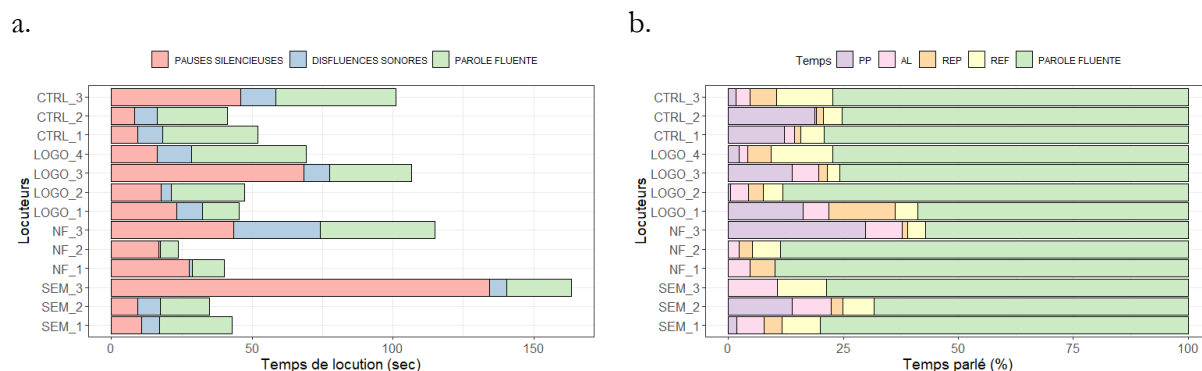 a.
PAUSES SILENCIEUSES DISFLUENCES SONORES PAROLE FLUENTE
CTRL_3
CTRL_2
CTRL_1
LOGO_4
LOGO_3
LOGO_2
LOGO_1
NF_3
NF_2
NF_1
SEM_3
SEM_2
SEM_1
Locuteurs
0 50 100 150
Temps de locution (sec)
b.
Temps PP AL REP REF PAROLE FLUENTE
CTRL_3
CTRL_2
CTRL_1
LOGO_4
LOGO_3
LOGO_2
LOGO_1
NF_3
NF_2
NF_1
SEM_3
SEM_2
SEM_1
Locuteurs
0 25 50 75 100
Temps parlé (%)